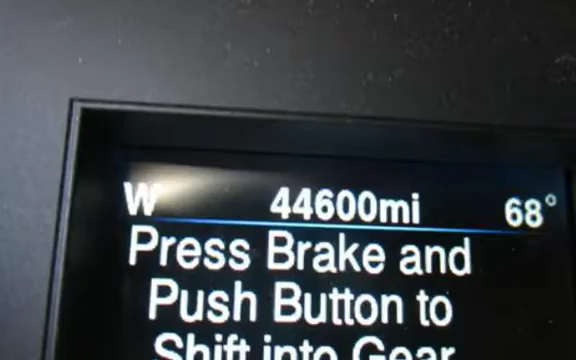 W 44600mi 68°
Press Brake and
Push Button to
Shift into Gear